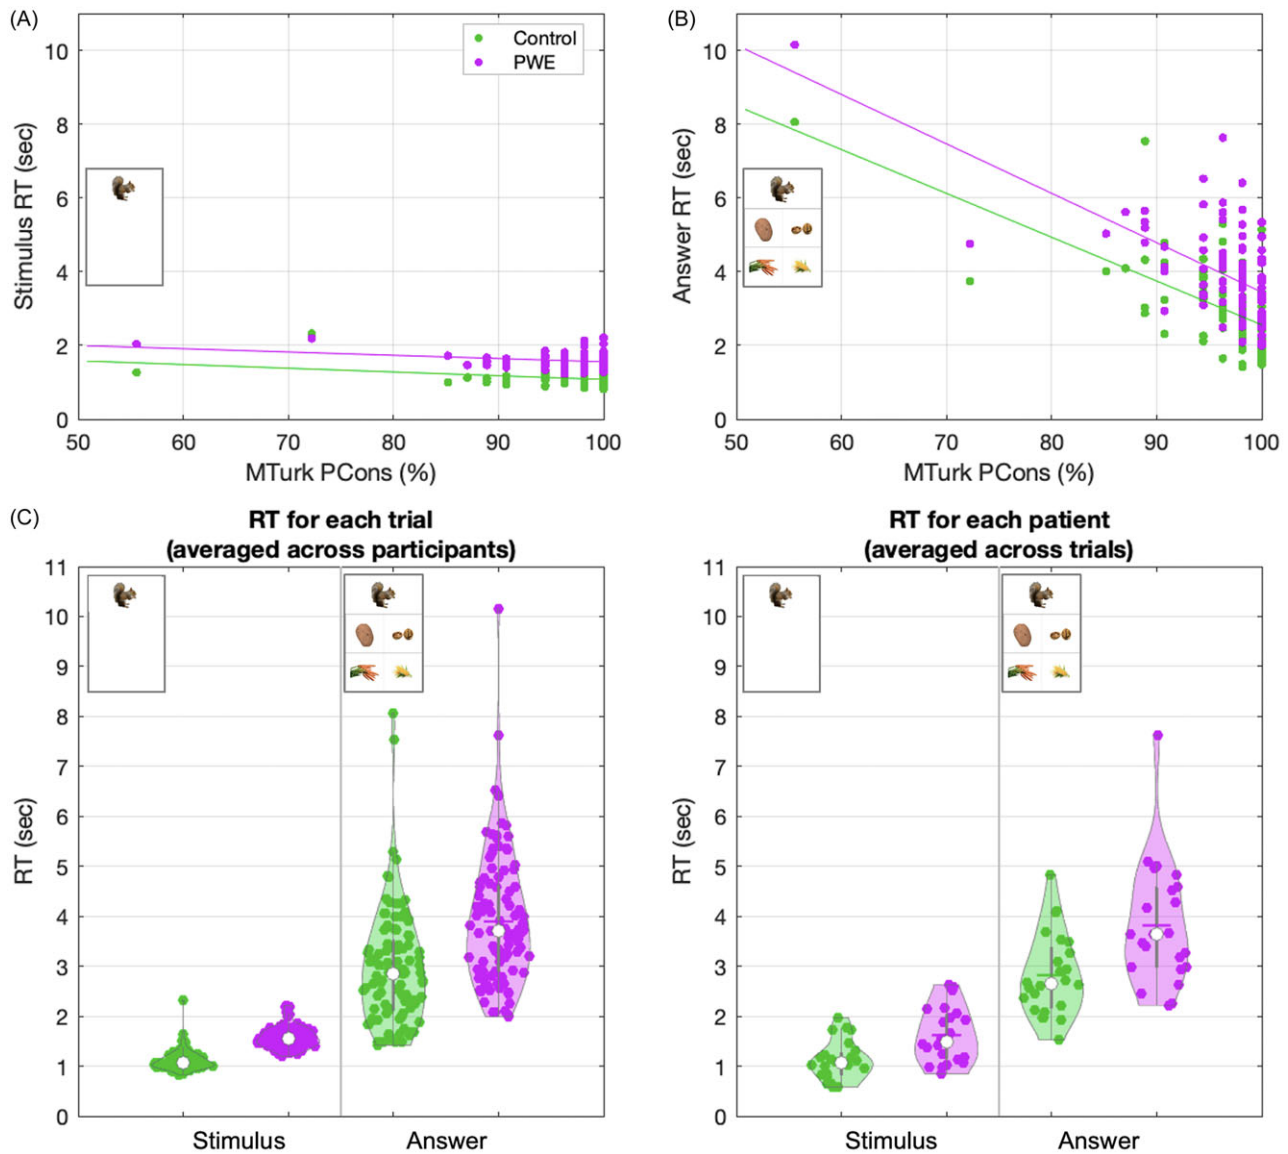 (A)
10
8
6
4
2
0
Stimulus RT (sec)
Control
PWE
50 60 70 80 90 100
MTurk PCons (%)
(B)
10
8
6
4
2
0
Answer RT (sec)
50 60 70 80 90 100
MTurk PCons (%)
(C)
RT for each trial
(averaged across participants)
11
10
9
8
7
6
5
4
3
2
1
0
RT (sec)
Stimulus Answer
RT for each patient
(averaged across trials)
11
10
9
8
7
6
5
4
3
2
1
0
RT (sec)
Stimulus Answer